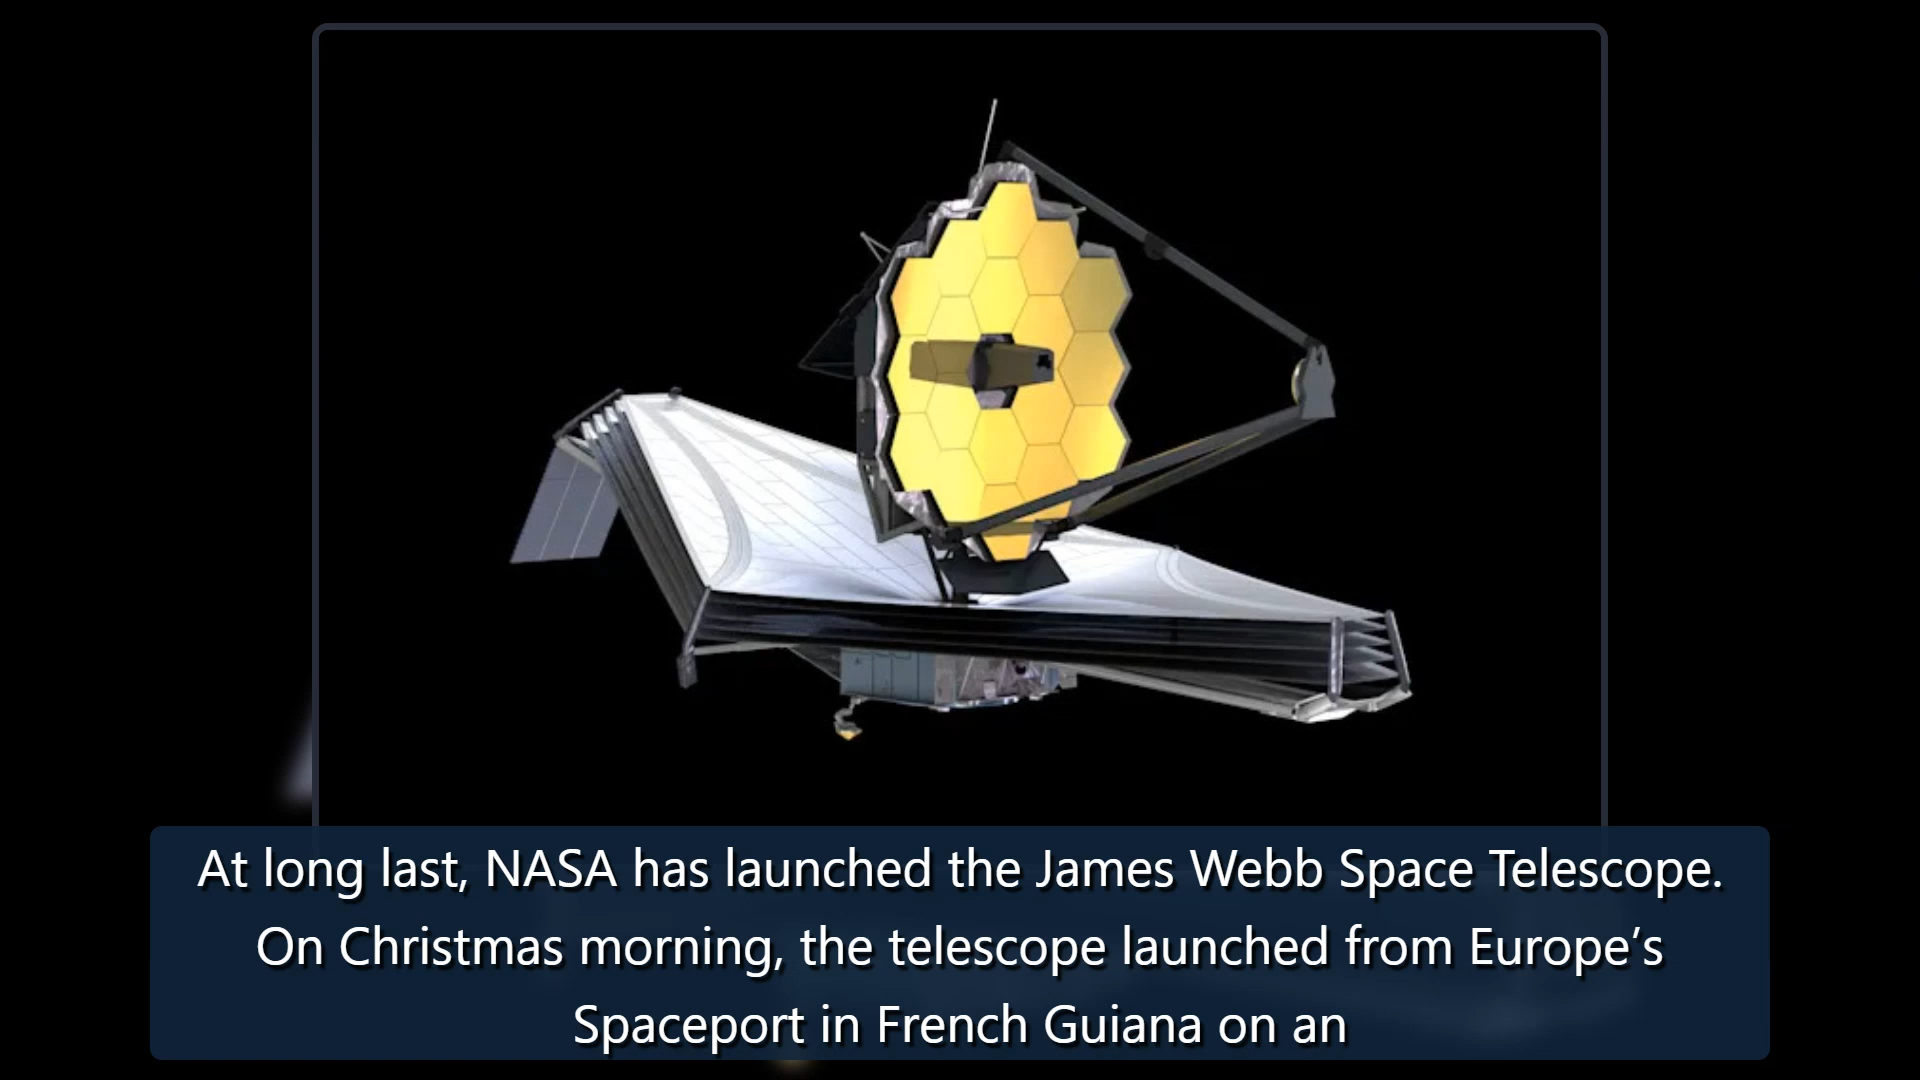 At long last, NASA has launched the James Webb Space Telescope.
On Christmas morning, the telescope launched from Europe’s
Spaceport in French Guiana on an